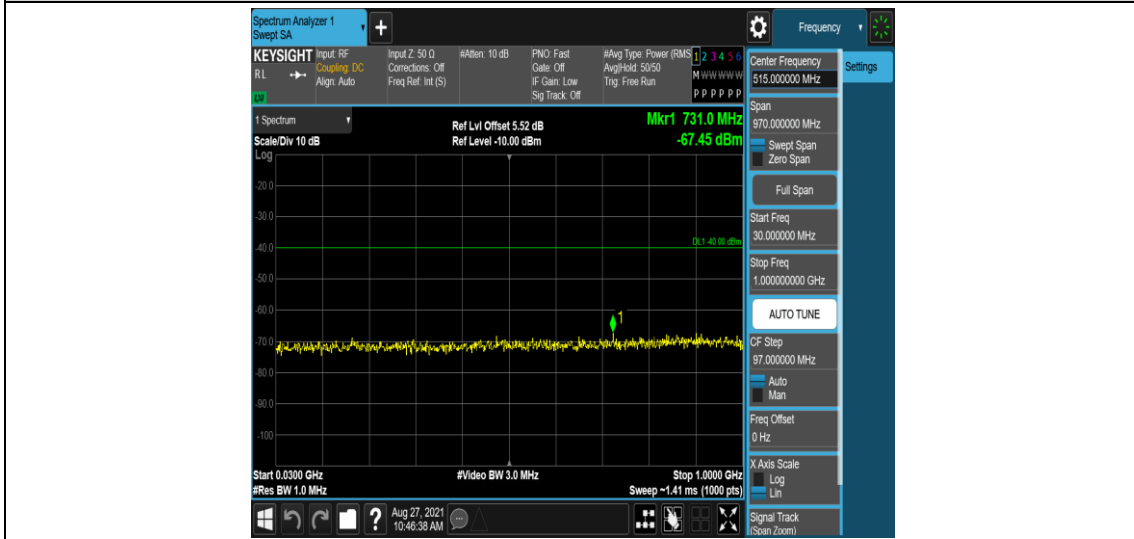 Spectrum Analyzer 1
Swept SA
+
Frequency
KEYSIGHT
RL
Input: RF
Coupling: DC
Align: Auto
Input Z: 50 Ω
Corrections: Off
Freq Ref: Int (S)
#Atten: 10 dB
PNO: Fast
Gate: Off
IF Gain: Low
Sig Track: Off
#Avg Type: Power (RMS
Avg|Hold: 50/50
Trig: Free Run
1 2 3 4 5 6
M W W W W W
P P P P P P
1 Spectrum
Scale/Div 10 dB
Log
Ref Lvl Offset 5.52 dB
Ref Level -10.00 dBm
Mkr1 731.0 MHz
-67.45 dBm
-20.0
-30.0
-40.0
-50.0
-60.0
-70.0
-80.0
-90.0
-100
DL1 -40.00 dBm
1
Start 0.0300 GHz
#Res BW 1.0 MHz
#Video BW 3.0 MHz
Stop 1.0000 GHz
Sweep ~1.41 ms (1000 pts)
?
Aug 27, 2021
10:46:38 AM
Center Frequency
515.000000 MHz
Settings
Span
970.000000 MHz
Swept Span
Zero Span
Full Span
Start Freq
30.000000 MHz
Stop Freq
1.000000000 GHz
AUTO TUNE
CF Step
97.000000 MHz
Auto
Man
Freq Offset
0 Hz
X Axis Scale
Log
Lin
Signal Track
(Span Zoom)